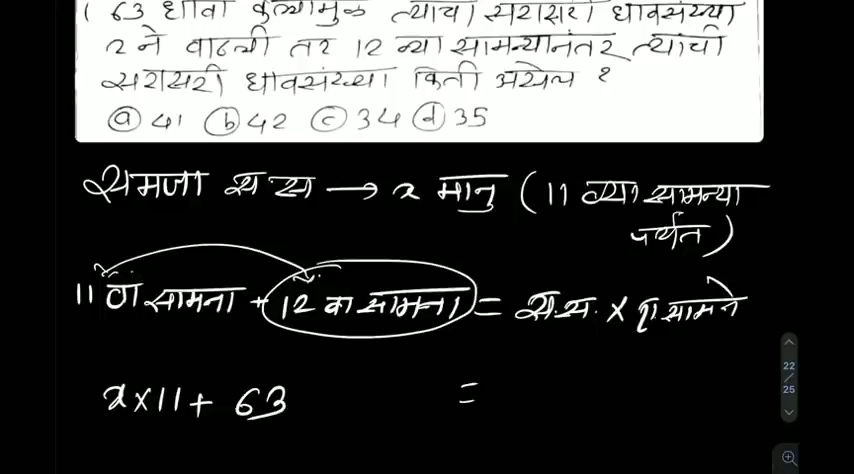 63 धावा केल्यामुळे त्याची सरासरी धावसंख्या
2 ने वाढली तर 12 व्या सामन्यानंतर त्याची
सरासरी धावसंख्या किती असेल ?
(a) 41 (b) 42 (c) 34 (d) 35
समजा स.स → x मानु ( 11 व्या सामन्या
पर्यंत )
11 वा सामना + 12 वा सामना = स.स. × ए.सामने
x × 11 + 63 =
22
/
25